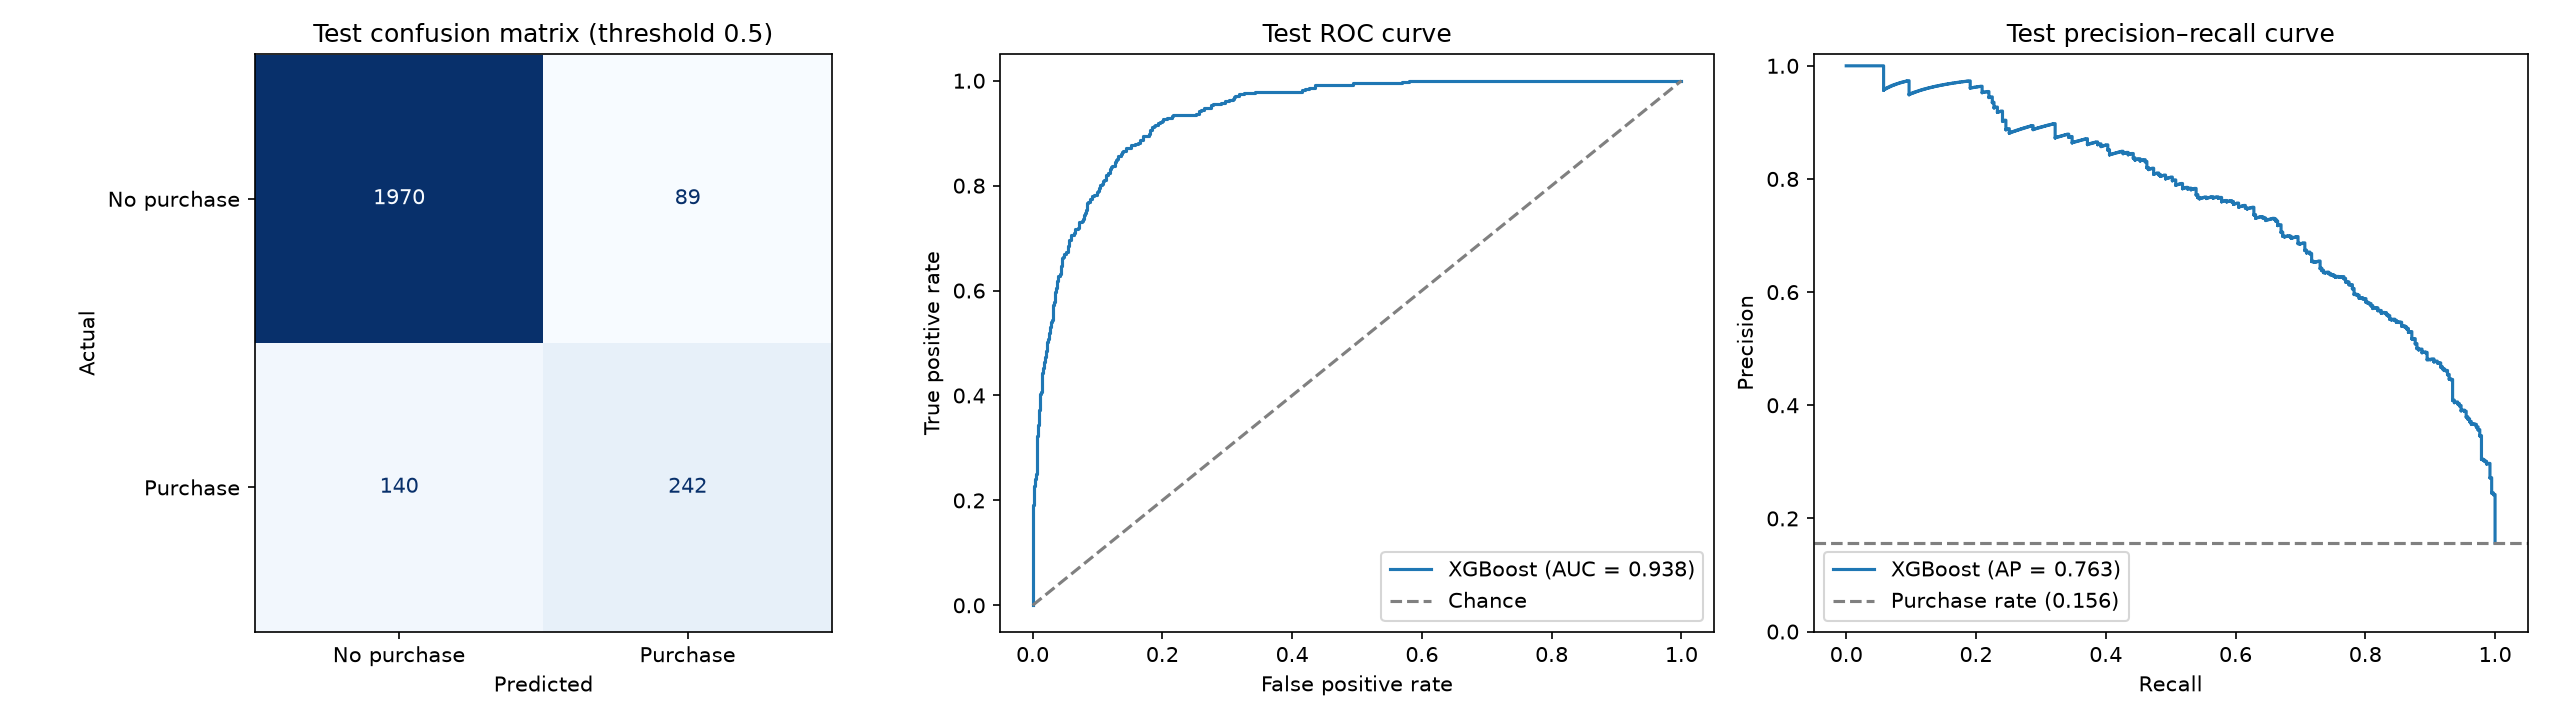 Test confusion matrix (threshold 0.5)
Actual
No purchase
Purchase
1970
89
140
242
No purchase
Purchase
Predicted
Test ROC curve
True positive rate
1.0
0.8
0.6
0.4
0.2
0.0
0.0
0.2
0.4
0.6
0.8
1.0
False positive rate
XGBoost (AUC = 0.938)
Chance
Test precision–recall curve
Precision
1.0
0.8
0.6
0.4
0.2
0.0
0.0
0.2
0.4
0.6
0.8
1.0
Recall
XGBoost (AP = 0.763)
Purchase rate (0.156)